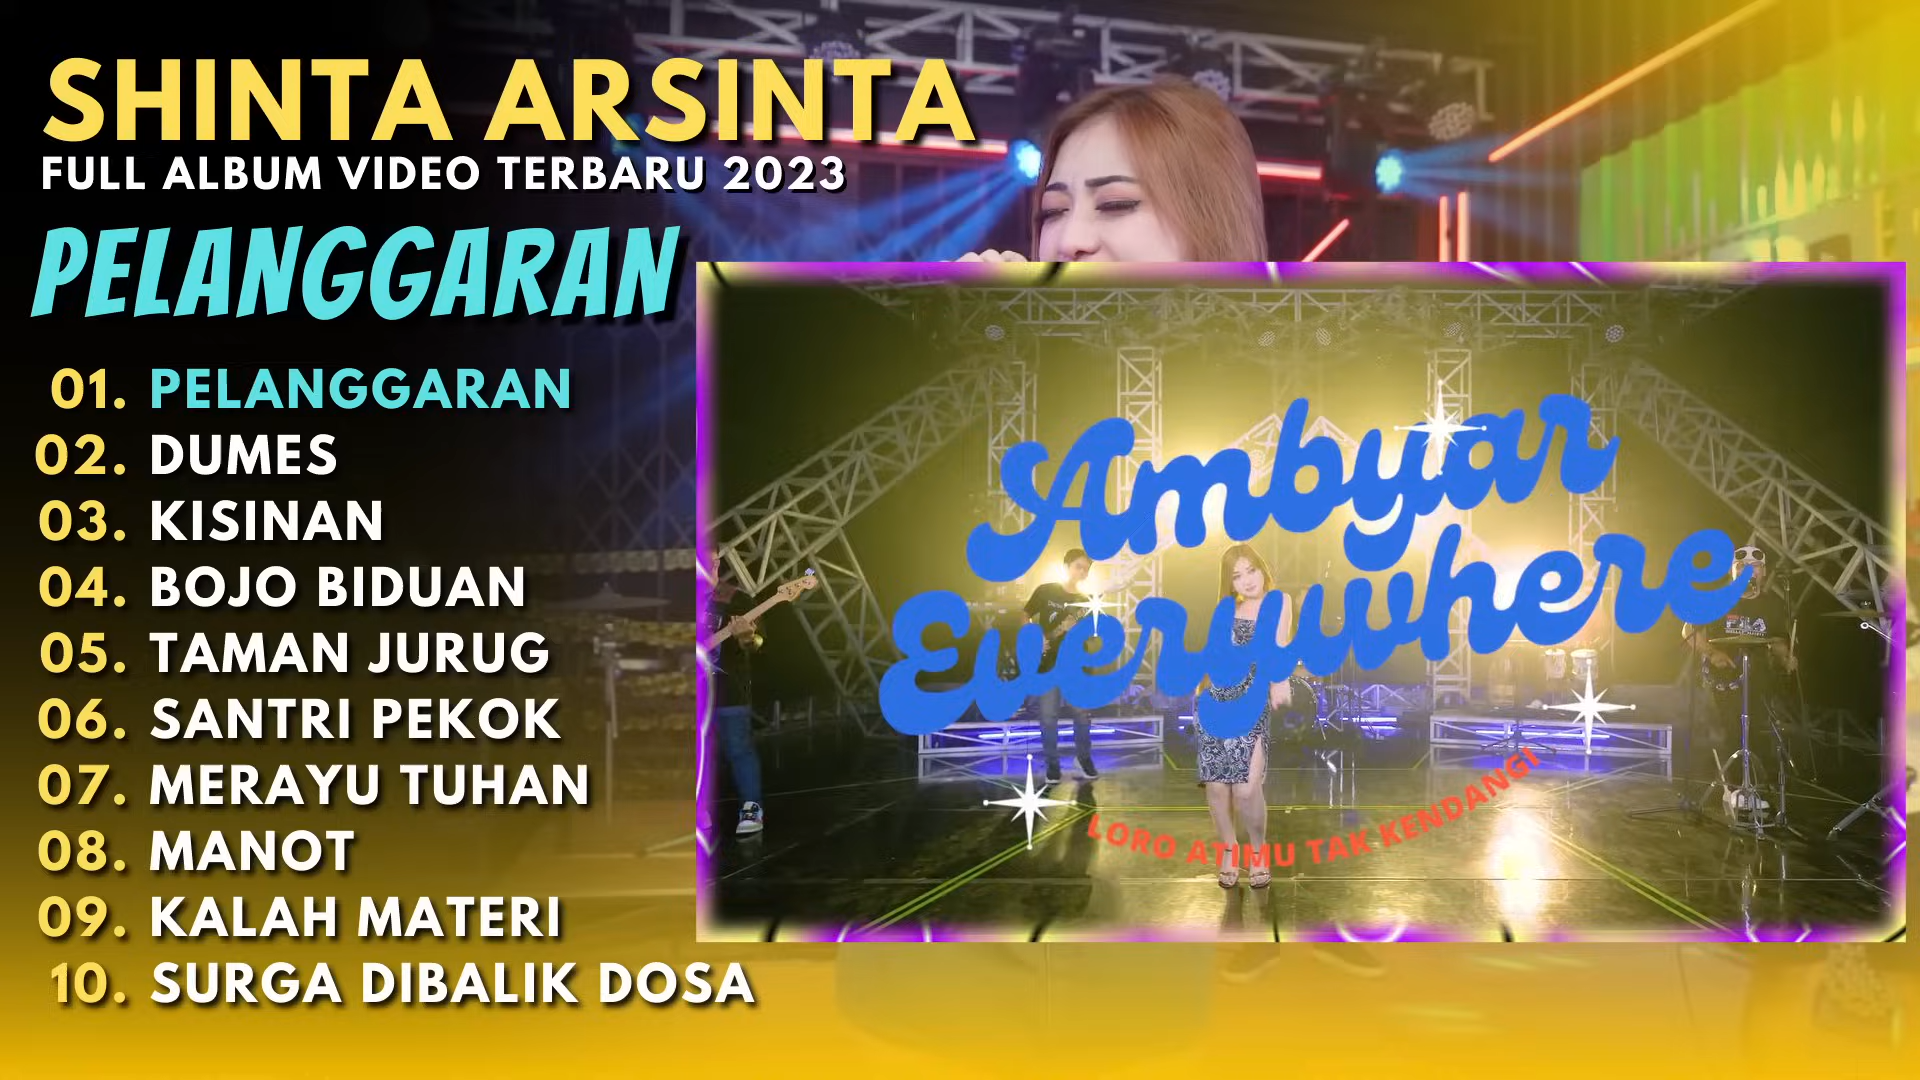 SHINTA ARSINTA
FULL ALBUM VIDEO TERBARU 2023
PELANGGARAN
01. PELANGGARAN
02. DUMES
03. KISINAN
04. BOJO BIDUAN
05. TAMAN JURUG
06. SANTRI PEKOK
07. MERAYU TUHAN
08. MANOT
09. KALAH MATERI
10. SURGA DIBALIK DOSA
Ambyar
Everywhere
LORO ATIMU TAK KENDANGI